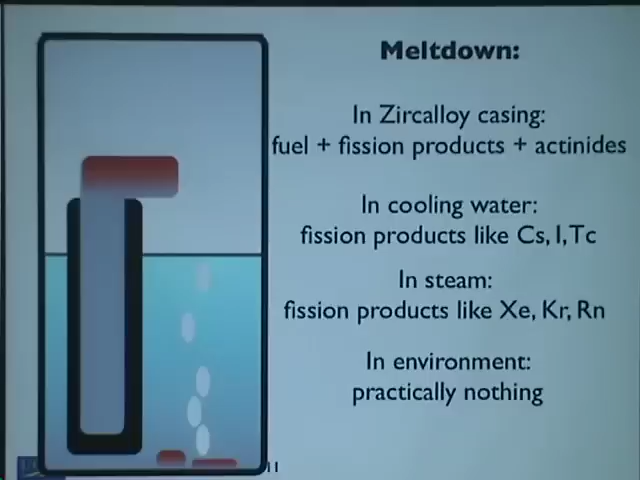 Meltdown:
In Zircalloy casing:
fuel + fission products + actinides
In cooling water:
fission products like Cs, I, Tc
In steam:
fission products like Xe, Kr, Rn
In environment:
practically nothing
11